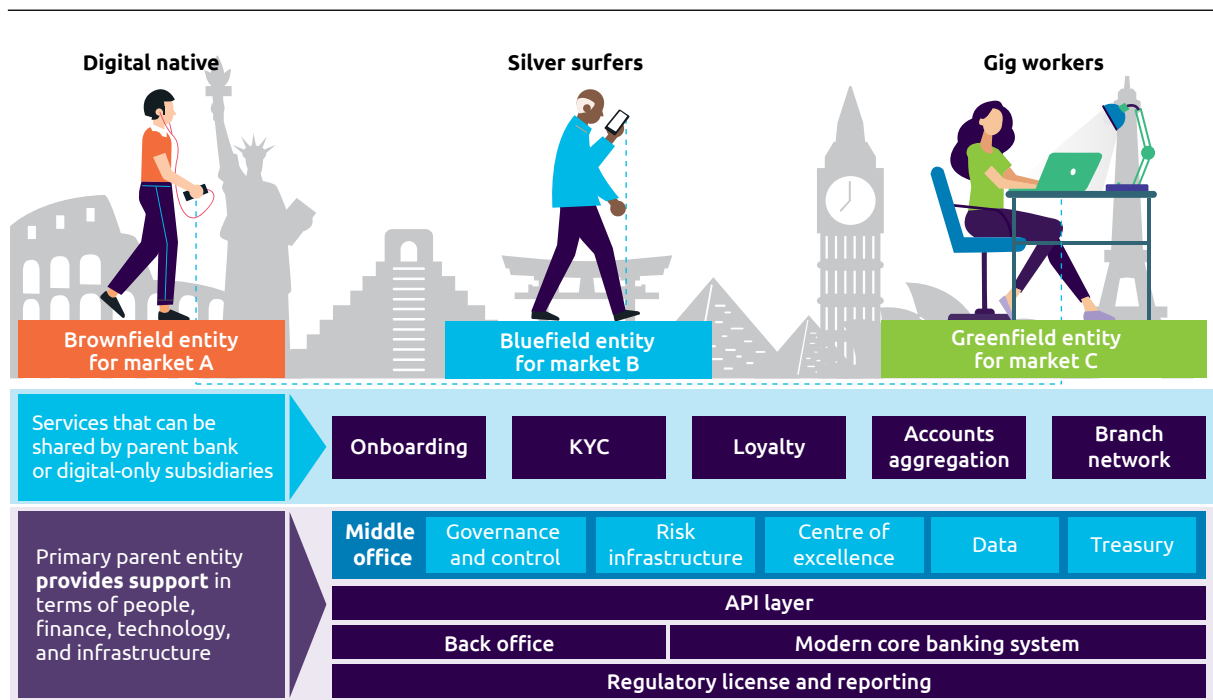 Digital native
Silver surfers
Gig workers
Brownfield entity
for market A
Bluefield entity
for market B
Greenfield entity
for market C
Services that can be
shared by parent bank
or digital-only subsidiaries
Onboarding
KYC
Loyalty
Accounts
aggregation
Branch
network
Primary parent entity
provides support in
terms of people,
finance, technology,
and infrastructure
Middle
office
Governance
and control
Risk
infrastructure
Centre of
excellence
Data
Treasury
API layer
Back office
Modern core banking system
Regulatory license and reporting